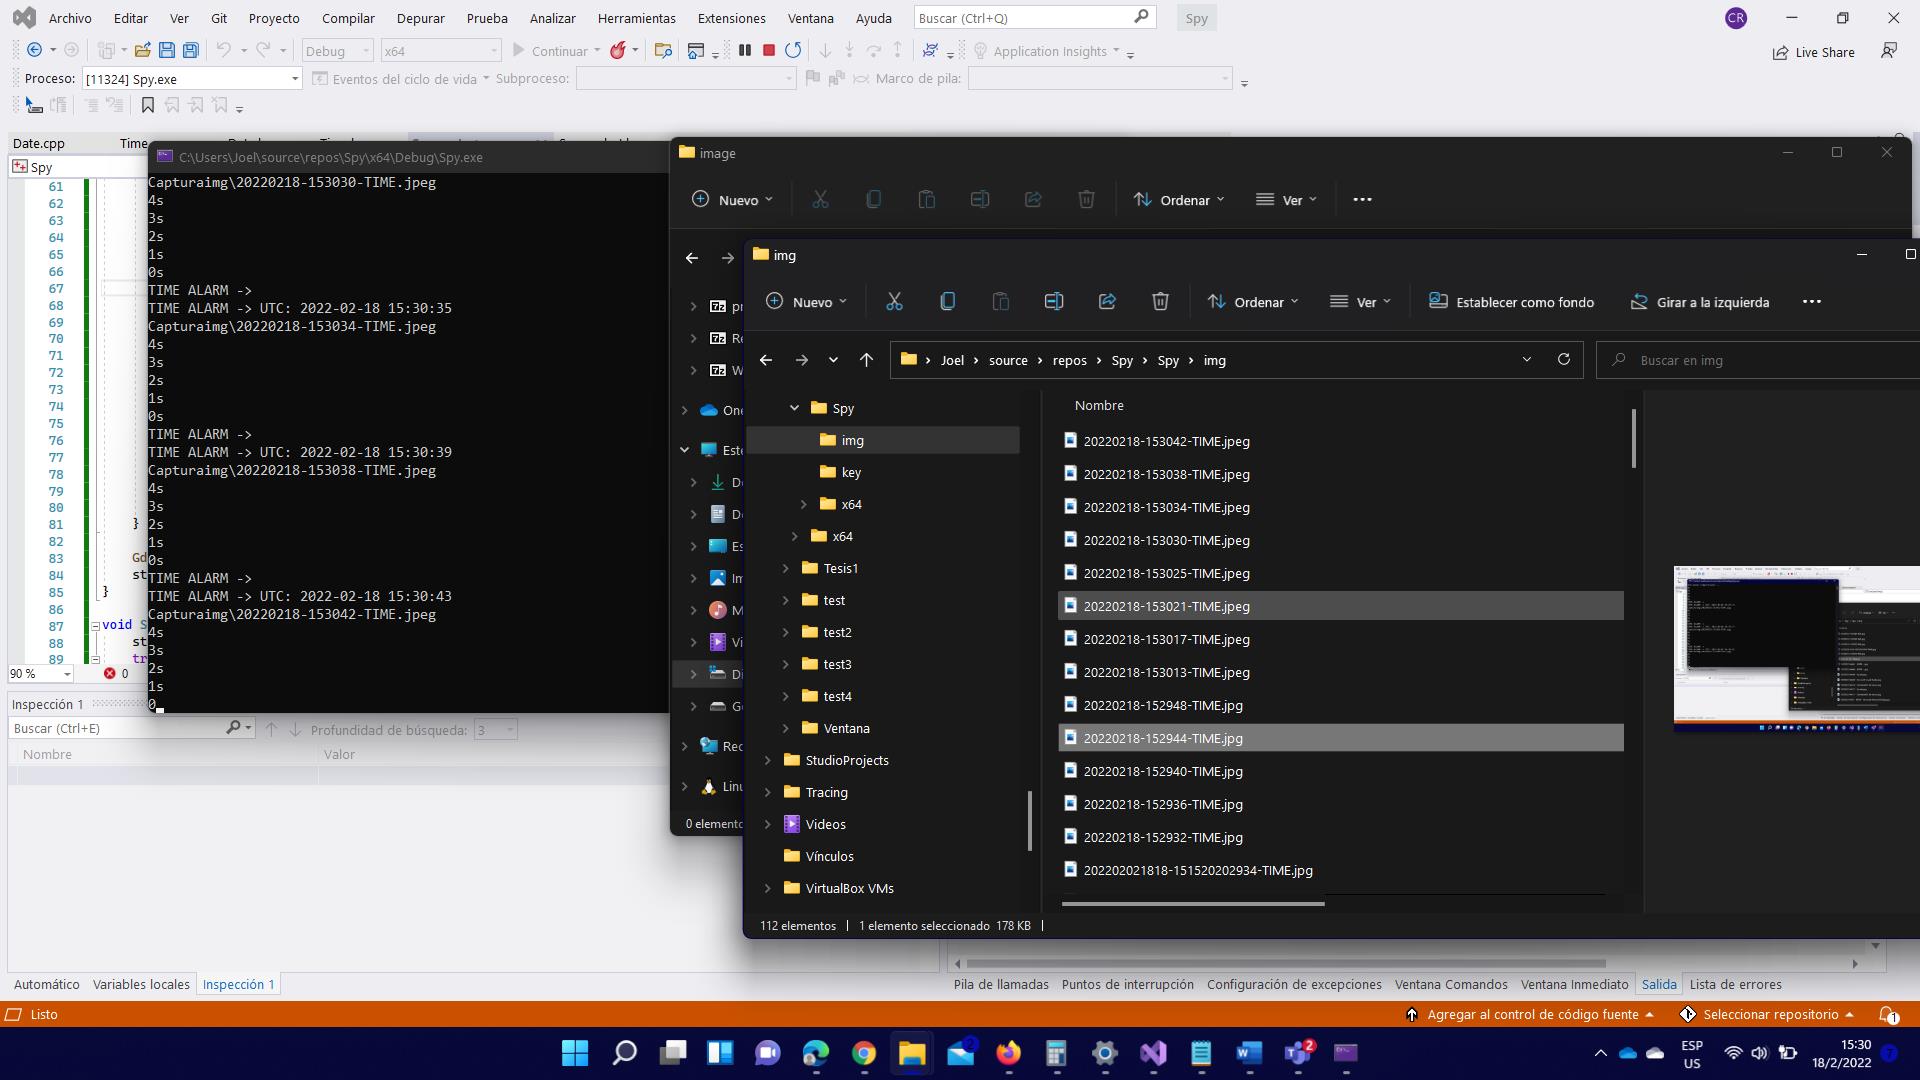 Archivo Editar Ver Git Proyecto Compilar Depurar Prueba Analizar Herramientas Extensiones Ventana Ayuda Buscar (Ctrl+Q) Spy CR
Debug x64 Continuar Application Insights Live Share
Proceso: [11324] Spy.exe Eventos del ciclo de vida Subproceso: Marco de pila:
Date.cpp Time
Spy
61
62
63
64
65
66
67
68
69
70
71
72
73
74
75
76
77
78
79
80
81 }
82
83 Gd
84 st
85 }
86
87 void S
88 st
89 tr
90 % 0
C:\Users\Joel\source\repos\Spy\x64\Debug\Spy.exe
Capturaimg\20220218-153030-TIME.jpeg
4s
3s
2s
1s
0s
TIME ALARM ->
TIME ALARM -> UTC: 2022-02-18 15:30:35
Capturaimg\20220218-153034-TIME.jpeg
4s
3s
2s
1s
0s
TIME ALARM ->
TIME ALARM -> UTC: 2022-02-18 15:30:39
Capturaimg\20220218-153038-TIME.jpeg
4s
3s
2s
1s
0s
TIME ALARM ->
TIME ALARM -> UTC: 2022-02-18 15:30:43
Capturaimg\20220218-153042-TIME.jpeg
4s
3s
2s
1s
0
image
Nuevo Ordenar Ver
One
Este
Linu
0 elemento
img
Nuevo Ordenar Ver Establecer como fondo Girar a la izquierda
Joel › source › repos › Spy › Spy › img Buscar en img
Spy
img
key
x64
x64
Tesis1
test
test2
test3
test4
Ventana
StudioProjects
Tracing
Videos
Vínculos
VirtualBox VMs
Nombre
20220218-153042-TIME.jpeg
20220218-153038-TIME.jpeg
20220218-153034-TIME.jpeg
20220218-153030-TIME.jpeg
20220218-153025-TIME.jpeg
20220218-153021-TIME.jpeg
20220218-153017-TIME.jpeg
20220218-153013-TIME.jpeg
20220218-152948-TIME.jpg
20220218-152944-TIME.jpg
20220218-152940-TIME.jpg
20220218-152936-TIME.jpg
20220218-152932-TIME.jpg
202202021818-151520202934-TIME.jpg
112 elementos 1 elemento seleccionado 178 KB
Inspección 1
Buscar (Ctrl+E) Profundidad de búsqueda: 3
Nombre Valor
Automático Variables locales Inspección 1
Pila de llamadas Puntos de interrupción Configuración de excepciones Ventana Comandos Ventana Inmediato Salida Lista de errores
Listo Agregar al control de código fuente Seleccionar repositorio 1
2 2 ESP
US
15:30
18/2/2022